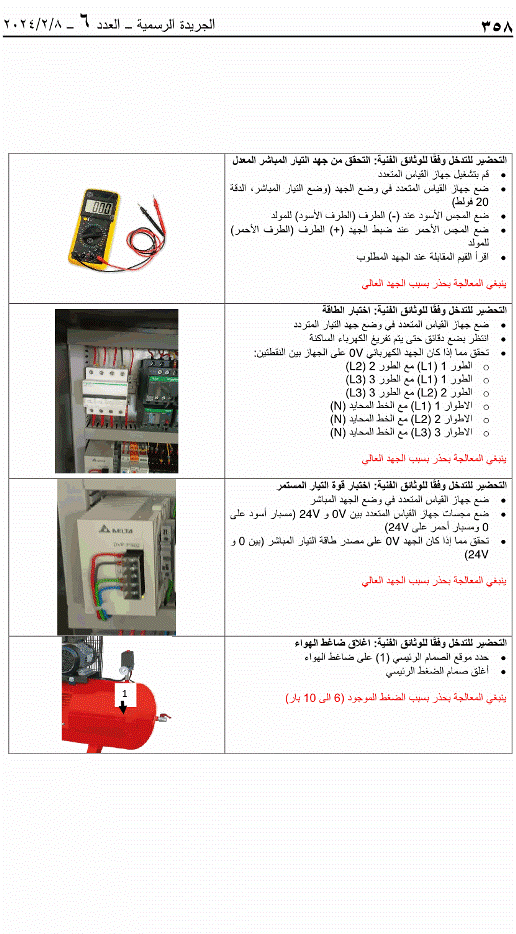 ٣٥٨
الجريدة الرسمية ــ العدد ٦ ــ ٢٠٢٤/٢/٨
التحضير للتدخل وفقًا للوثائق الفنية: التحقق من جهد التيار المباشر المعدل
• قم بتشغيل جهاز القياس المتعدد
• ضع جهاز القياس المتعدد في وضع الجهد (وضع التيار المباشر، الدقة
20 فولط)
• ضع المجس الأسود عند (-) الطرف (الطرف الأسود) للمولد
• ضع المجس الأحمر عند ضبط الجهد (+) الطرف (الطرف الأحمر)
للمولد
• اقرأ القيم المقابلة عند الجهد المطلوب
ينبغي المعالجة بحذر بسبب الجهد العالي
000
التحضير للتدخل وفقًا للوثائق الفنية: اختبار الطاقة
• ضع جهاز القياس المتعدد في وضع جهد التيار المتردد
• انتظر بضع دقائق حتى يتم تفريغ الكهرباء الساكنة
• تحقق مما إذا كان الجهد الكهربائي 0V على الجهاز بين النقطتين:
o الطور 1 (L1) مع الطور 2 (L2)
o الطور 1 (L1) مع الطور 3 (L3)
o الطور 2 (L2) مع الطور 3 (L3)
o الاطوار 1 (L1) مع الخط المحايد (N)
o الاطوار 2 (L2) مع الخط المحايد (N)
o الاطوار 3 (L3) مع الخط المحايد (N)
ينبغي المعالجة بحذر بسبب الجهد العالي
التحضير للتدخل وفقًا للوثائق الفنية: اختبار قوة التيار المستمر
• ضع جهاز القياس المتعدد في وضع الجهد المباشر
• ضع مجسات جهاز القياس المتعدد بين 0V و 24V (مسبار أسود على
0 ومسبار أحمر على 24V)
• تحقق مما إذا كان الجهد 0V على مصدر طاقة التيار المباشر (بين 0 و
24V)
ينبغي المعالجة بحذر بسبب الجهد العالي
DELTA
التحضير للتدخل وفقًا للوثائق الفنية: اغلاق ضاغط الهواء
• حدد موقع الصمام الرئيسي (1) على ضاغط الهواء
• أغلق صمام الضغط الرئيسي
ينبغي المعالجة بحذر بسبب الضغط الموجود (6 الى 10 بار)
1